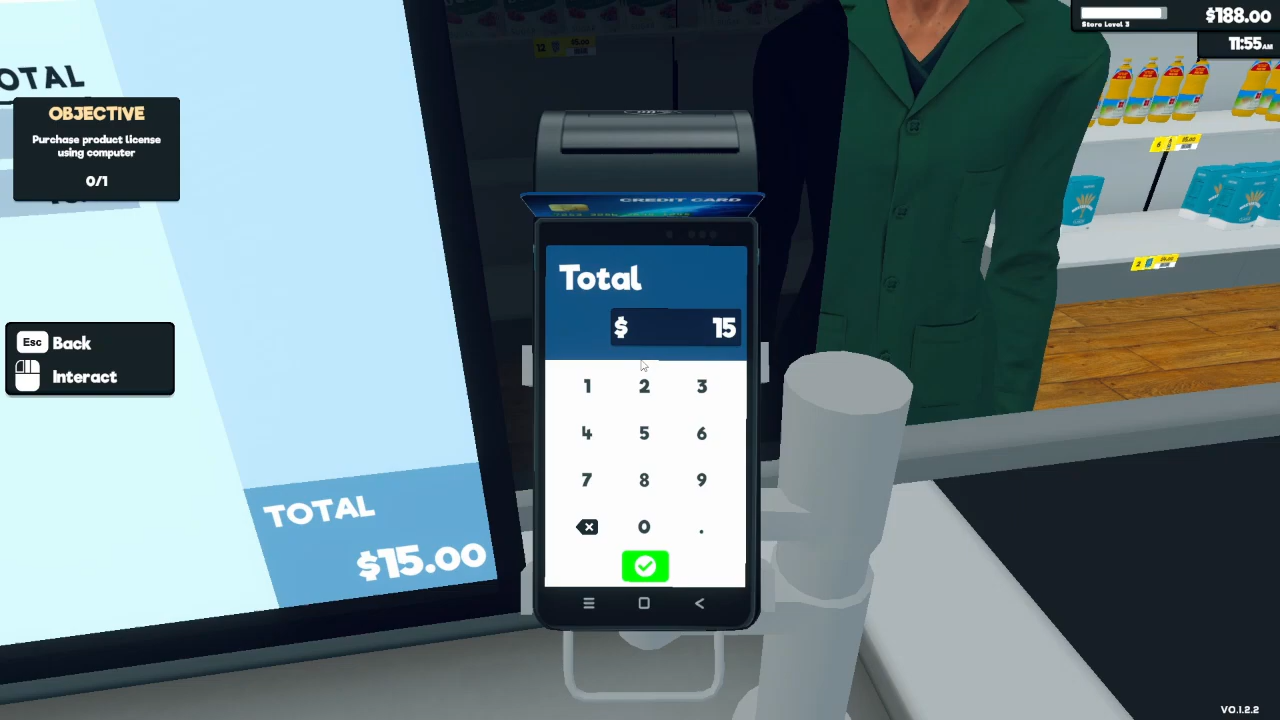 $188.00
Store Level 3
11:55AM
OTAL
OBJECTIVE
Purchase product license
using computer
0/1
Esc Back
Interact
CREDIT CARD
Total
$ 15
1 2 3
4 5 6
7 8 9
0 .
TOTAL
$15.00
V0.1.2.2